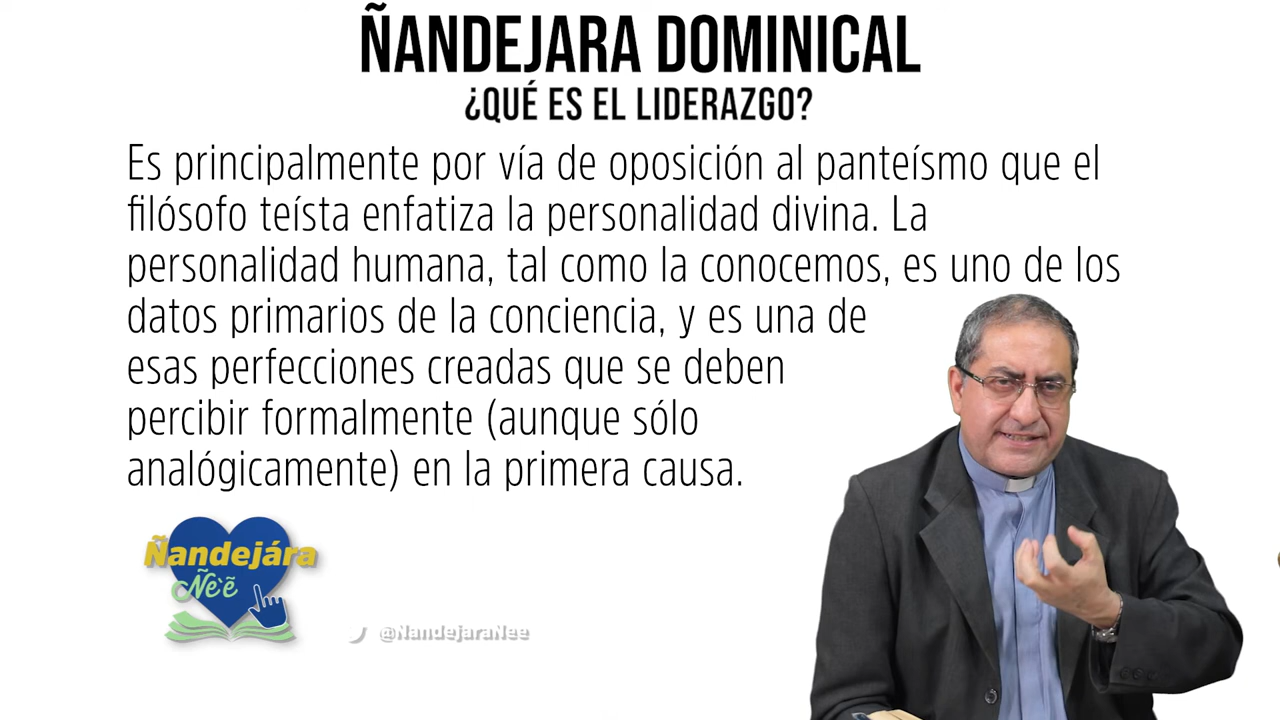 ÑANDEJARA DOMINICAL
¿QUÉ ES EL LIDERAZGO?
Es principalmente por vía de oposición al panteísmo que el
filósofo teísta enfatiza la personalidad divina. La
personalidad humana, tal como la conocemos, es uno de los
datos primarios de la conciencia, y es una de
esas perfecciones creadas que se deben
percibir formalmente (aunque sólo
analógicamente) en la primera causa.
Ñandejára
Ñe'ẽ
@NandejaraNee